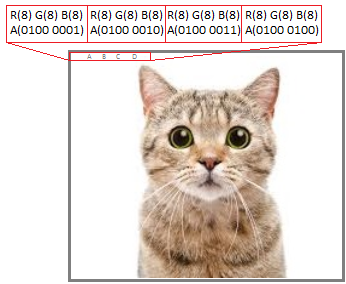 R(8) G(8) B(8) R(8) G(8) B(8) R(8) G(8) B(8) R(8) G(8) B(8)
A(0100 0001) A(0100 0010) A(0100 0011) A(0100 0100)
A B C D